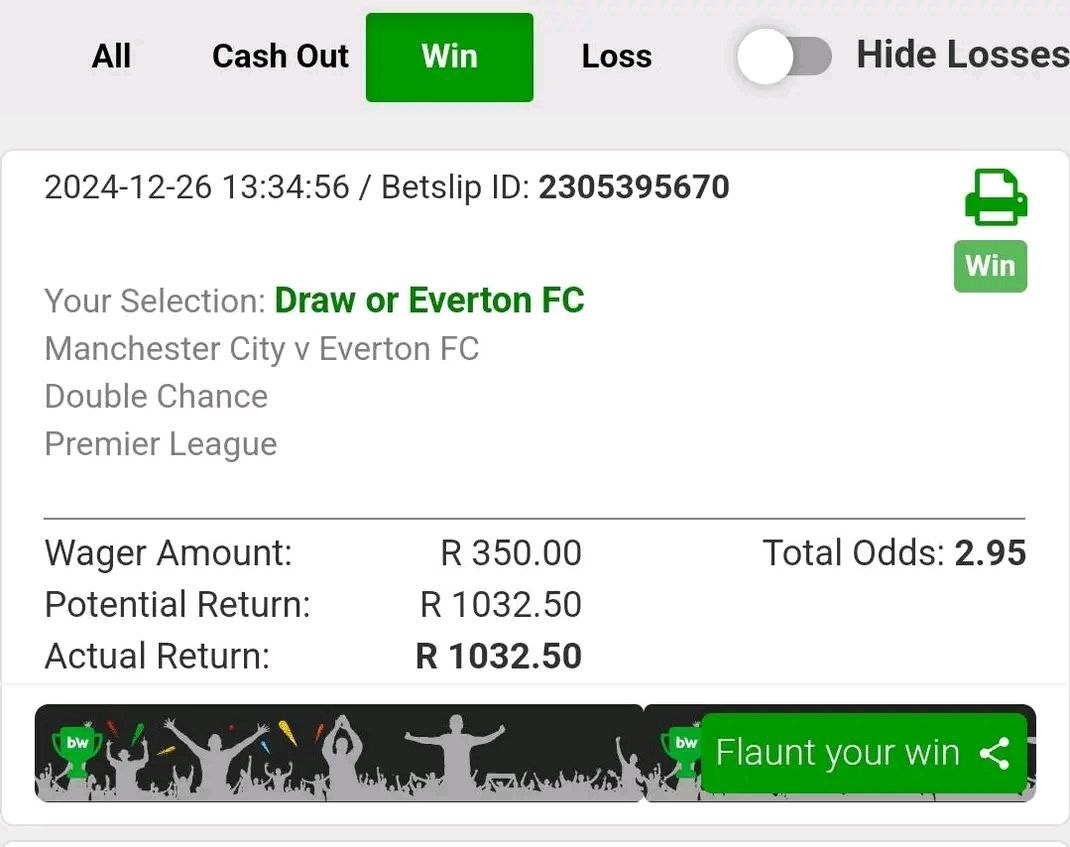 All Cash Out Win Loss Hide Losses
2024-12-26 13:34:56 / Betslip ID: 2305395670
Win
Your Selection: Draw or Everton FC
Manchester City v Everton FC
Double Chance
Premier League
Wager Amount: R 350.00 Total Odds: 2.95
Potential Return: R 1032.50
Actual Return: R 1032.50
bw bw Flaunt your win